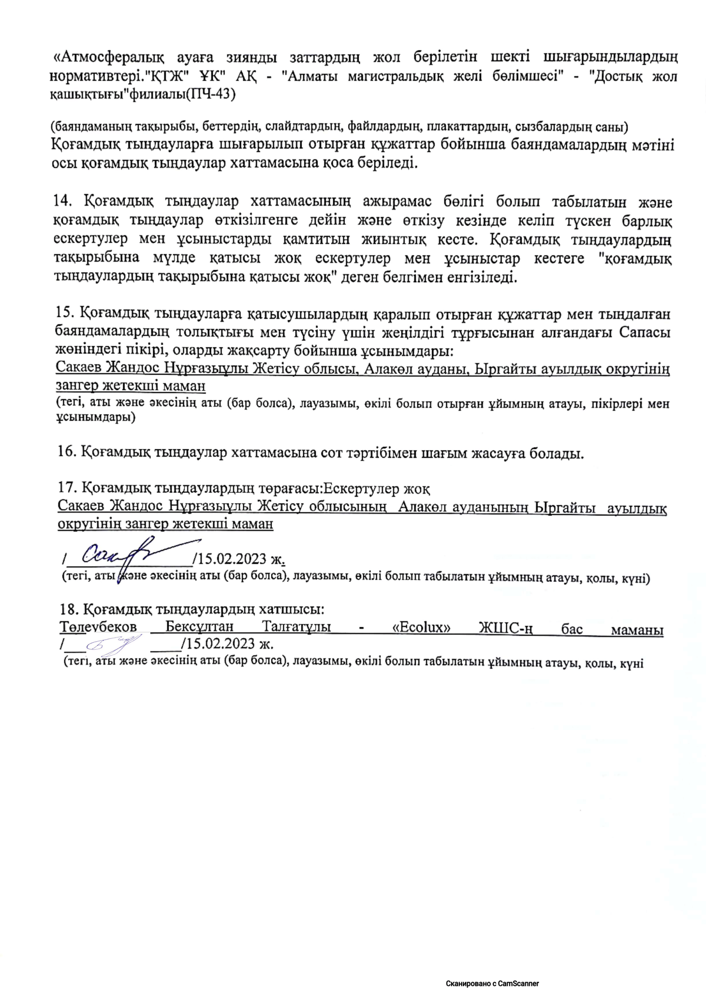 «Атмосфералық ауаға зиянды заттардың жол берілетін шекті шығарындылардың
нормативтері."ҚТЖ" ҰК" АҚ - "Алматы магистральдық желі бөлімшесі" - "Достық жол
қашықтығы"филиалы(ПЧ-43)
(баяндаманың тақырыбы, беттердің, слайдтардың, файлдардың, плакаттардың, сызбалардың саны)
Қоғамдық тыңдауларға шығарылып отырған құжаттар бойынша баяндамалардың мәтіні
осы қоғамдық тыңдаулар хаттамасына қоса беріледі.
14. Қоғамдық тыңдаулар хаттамасының ажырамас бөлігі болып табылатын және
қоғамдық тыңдаулар өткізілгенге дейін және өткізу кезінде келіп түскен барлық
ескертулер мен ұсыныстарды қамтитын жиынтық кесте. Қоғамдық тыңдаулардың
тақырыбына мүлде қатысы жоқ ескертулер мен ұсыныстар кестеге "қоғамдық
тыңдаулардың тақырыбына қатысы жоқ" деген белгімен енгізіледі.
15. Қоғамдық тыңдауларға қатысушылардың қаралып отырған құжаттар мен тыңдалған
баяндамалардың толықтығы мен түсіну үшін жеңілдігі тұрғысынан алғандағы Сапасы
жөніндегі пікірі, оларды жақсарту бойынша ұсынымдары:
Сакаев Жандос Нұрғазыұлы Жетісу облысы, Алакөл ауданы, Ыргайты ауылдық округінің
зангер жетекші маман
(тегі, аты және әкесінің аты (бар болса), лауазымы, өкілі болып отырған ұйымның атауы, пікірлері мен
ұсынымдары)
16. Қоғамдық тыңдаулар хаттамасына сот тәртібімен шағым жасауға болады.
17. Қоғамдық тыңдаулардың төрағасы:Ескертулер жоқ
Сакаев Жандос Нұрғазыұлы Жетісу облысының Алакөл ауданының Ыргайты ауылдық
округінің зангер жетекші маман
/ /15.02.2023 ж.
(тегі, аты және әкесінің аты (бар болса), лауазымы, өкілі болып табылатын ұйымның атауы, қолы, күні)
18. Қоғамдық тыңдаулардың хатшысы:
Төлеубеков Бексұлтан Талғатұлы - «Ecolux» ЖШС-ң бас маманы
/ /15.02.2023 ж.
(тегі, аты және әкесінің аты (бар болса), лауазымы, өкілі болып табылатын ұйымның атауы, қолы, күні
Сканировано с CamScanner